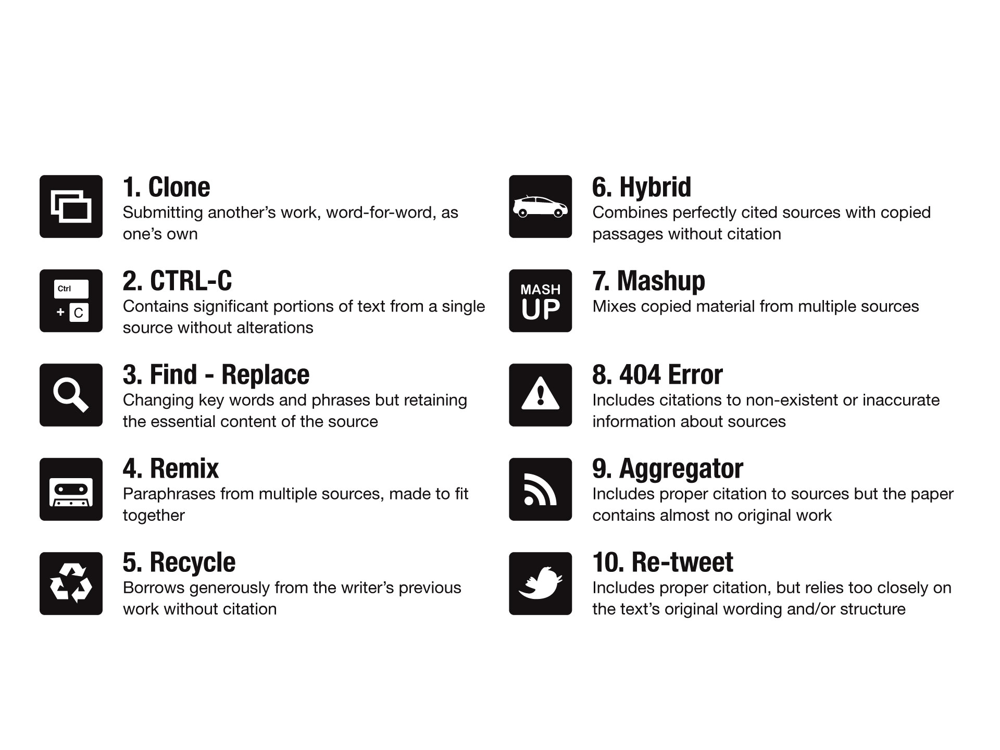 1. Clone
Submitting another’s work, word-for-word, as
one’s own
Ctrl
+ C
2. CTRL-C
Contains significant portions of text from a single
source without alterations
3. Find - Replace
Changing key words and phrases but retaining
the essential content of the source
4. Remix
Paraphrases from multiple sources, made to fit
together
5. Recycle
Borrows generously from the writer’s previous
work without citation
6. Hybrid
Combines perfectly cited sources with copied
passages without citation
MASH
UP
7. Mashup
Mixes copied material from multiple sources
8. 404 Error
Includes citations to non-existent or inaccurate
information about sources
9. Aggregator
Includes proper citation to sources but the paper
contains almost no original work
10. Re-tweet
Includes proper citation, but relies too closely on
the text’s original wording and/or structure